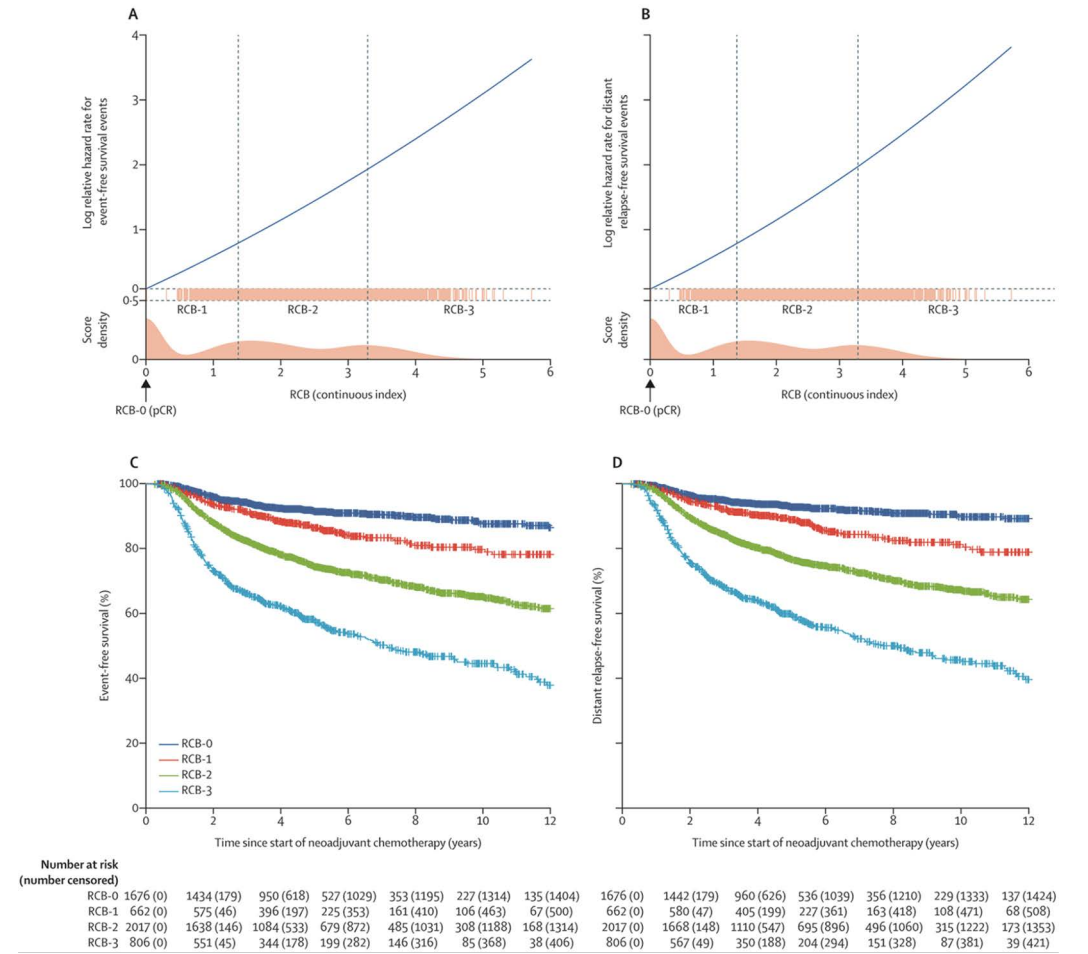 A
B
Log relative hazard rate for
event-free survival events
4
3
2
1
0
0·5
RCB-1 RCB-2 RCB-3
Score
density
0
0 1 2 3 4 5 6
RCB (continuous index)
RCB-0 (pCR)
Log relative hazard rate for distant
relapse-free survival events
RCB-1 RCB-2 RCB-3
Score
density
0 1 2 3 4 5 6
RCB (continuous index)
RCB-0 (pCR)
C
D
Event-free survival (%)
100
80
60
40
20
0
RCB-0
RCB-1
RCB-2
RCB-3
0 2 4 6 8 10 12
Time since start of neoadjuvant chemotherapy (years)
Distant relapse-free survival (%)
0 2 4 6 8 10 12
Time since start of neoadjuvant chemotherapy (years)
Number at risk
(number censored)
RCB-0 1676 (0) 1434 (179) 950 (618) 527 (1029) 353 (1195) 227 (1314) 135 (1404) 1676 (0) 1442 (179) 960 (626) 536 (1039) 356 (1210) 229 (1333) 137 (1424)
RCB-1 662 (0) 575 (46) 396 (197) 225 (353) 161 (410) 106 (463) 67 (500) 662 (0) 580 (47) 405 (199) 227 (361) 163 (418) 108 (471) 68 (508)
RCB-2 2017 (0) 1638 (146) 1084 (533) 679 (872) 485 (1031) 308 (1188) 168 (1314) 2017 (0) 1668 (148) 1110 (547) 695 (896) 496 (1060) 315 (1222) 173 (1353)
RCB-3 806 (0) 551 (45) 344 (178) 199 (282) 146 (316) 85 (368) 38 (406) 806 (0) 567 (49) 350 (188) 204 (294) 151 (328) 87 (381) 39 (421)